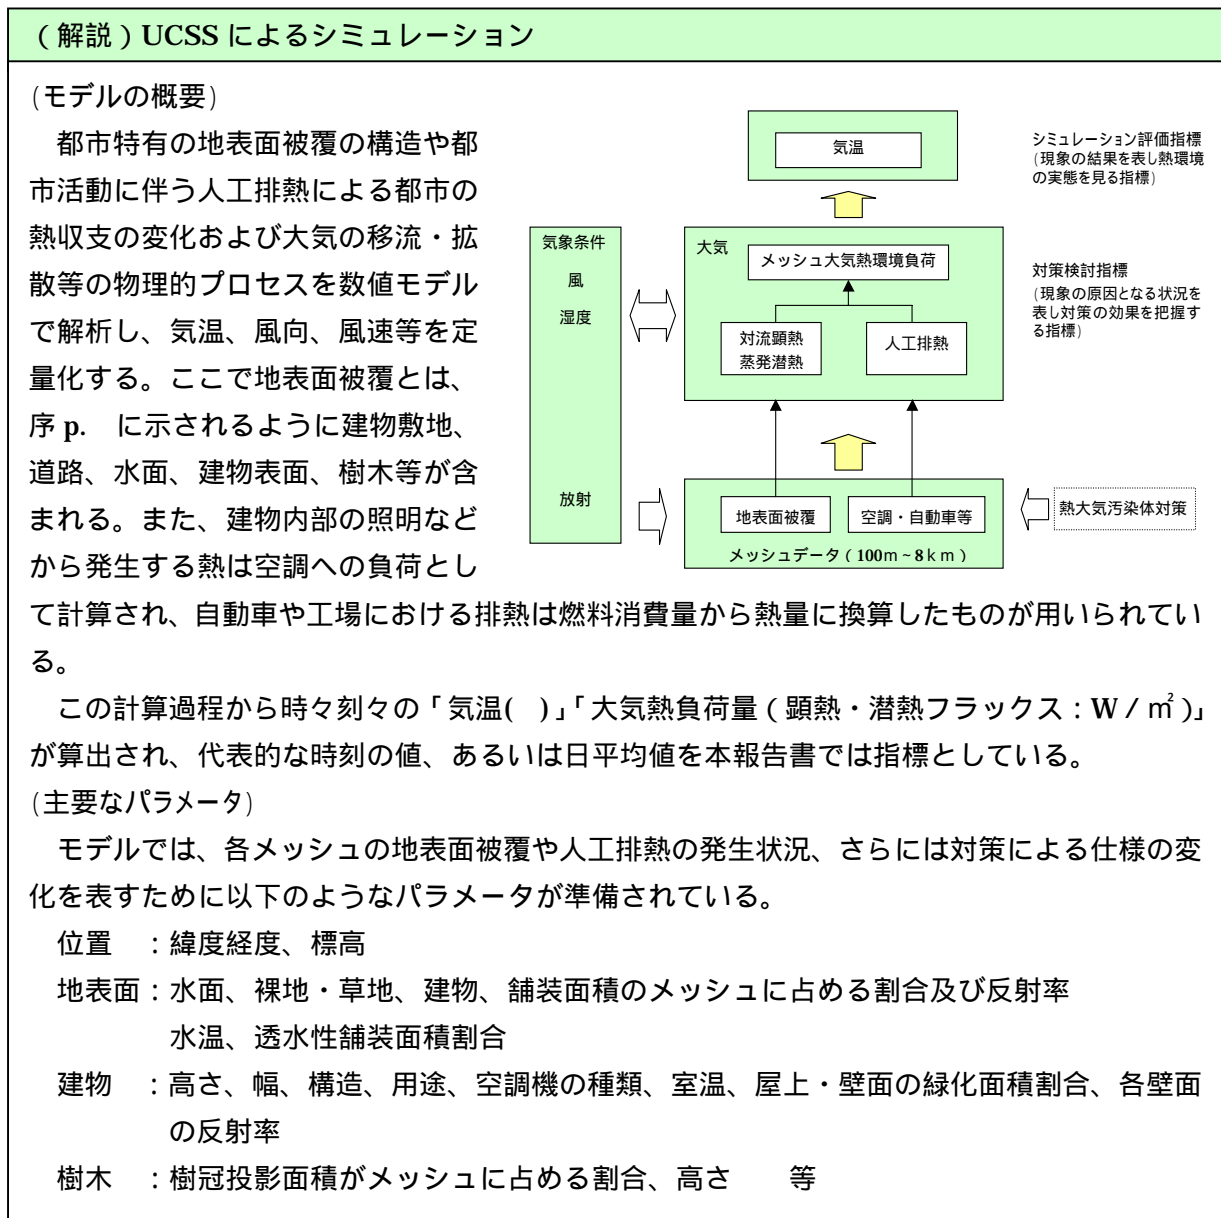 （解説）UCSS によるシミュレーション
(モデルの概要)
都市特有の地表面被覆の構造や都
市活動に伴う人工排熱による都市の
熱収支の変化および大気の移流・拡
散等の物理的プロセスを数値モデル
で解析し、気温、風向、風速等を定
量化する。ここで地表面被覆とは、
序 p.　に示されるように建物敷地、
道路、水面、建物表面、樹木等が含
まれる。また、建物内部の照明など
から発生する熱は空調への負荷とし
て計算され、自動車や工場における排熱は燃料消費量から熱量に換算したものが用いられてい
る。
気温
シミュレーション評価指標
(現象の結果を表し熱環境
の実態を見る指標)
気象条件
風
湿度
放射
大気
メッシュ大気熱環境負荷
対流顕熱
蒸発潜熱
人工排熱
対策検討指標
(現象の原因となる状況を
表し対策の効果を把握す
る指標)
地表面被覆
空調・自動車等
メッシュデータ（100ｍ~8ｋｍ）
熱大気汚染体対策
この計算過程から時々刻々の「気温(　)」「大気熱負荷量（顕熱・潜熱フラックス：W／㎡）」
が算出され、代表的な時刻の値、あるいは日平均値を本報告書では指標としている。
(主要なパラメータ)
モデルでは、各メッシュの地表面被覆や人工排熱の発生状況、さらには対策による仕様の変
化を表すために以下のようなパラメータが準備されている。
位置　：緯度経度、標高
地表面：水面、裸地・草地、建物、舗装面積のメッシュに占める割合及び反射率
水温、透水性舗装面積割合
建物　：高さ、幅、構造、用途、空調機の種類、室温、屋上・壁面の緑化面積割合、各壁面
の反射率
樹木　：樹冠投影面積がメッシュに占める割合、高さ　　等